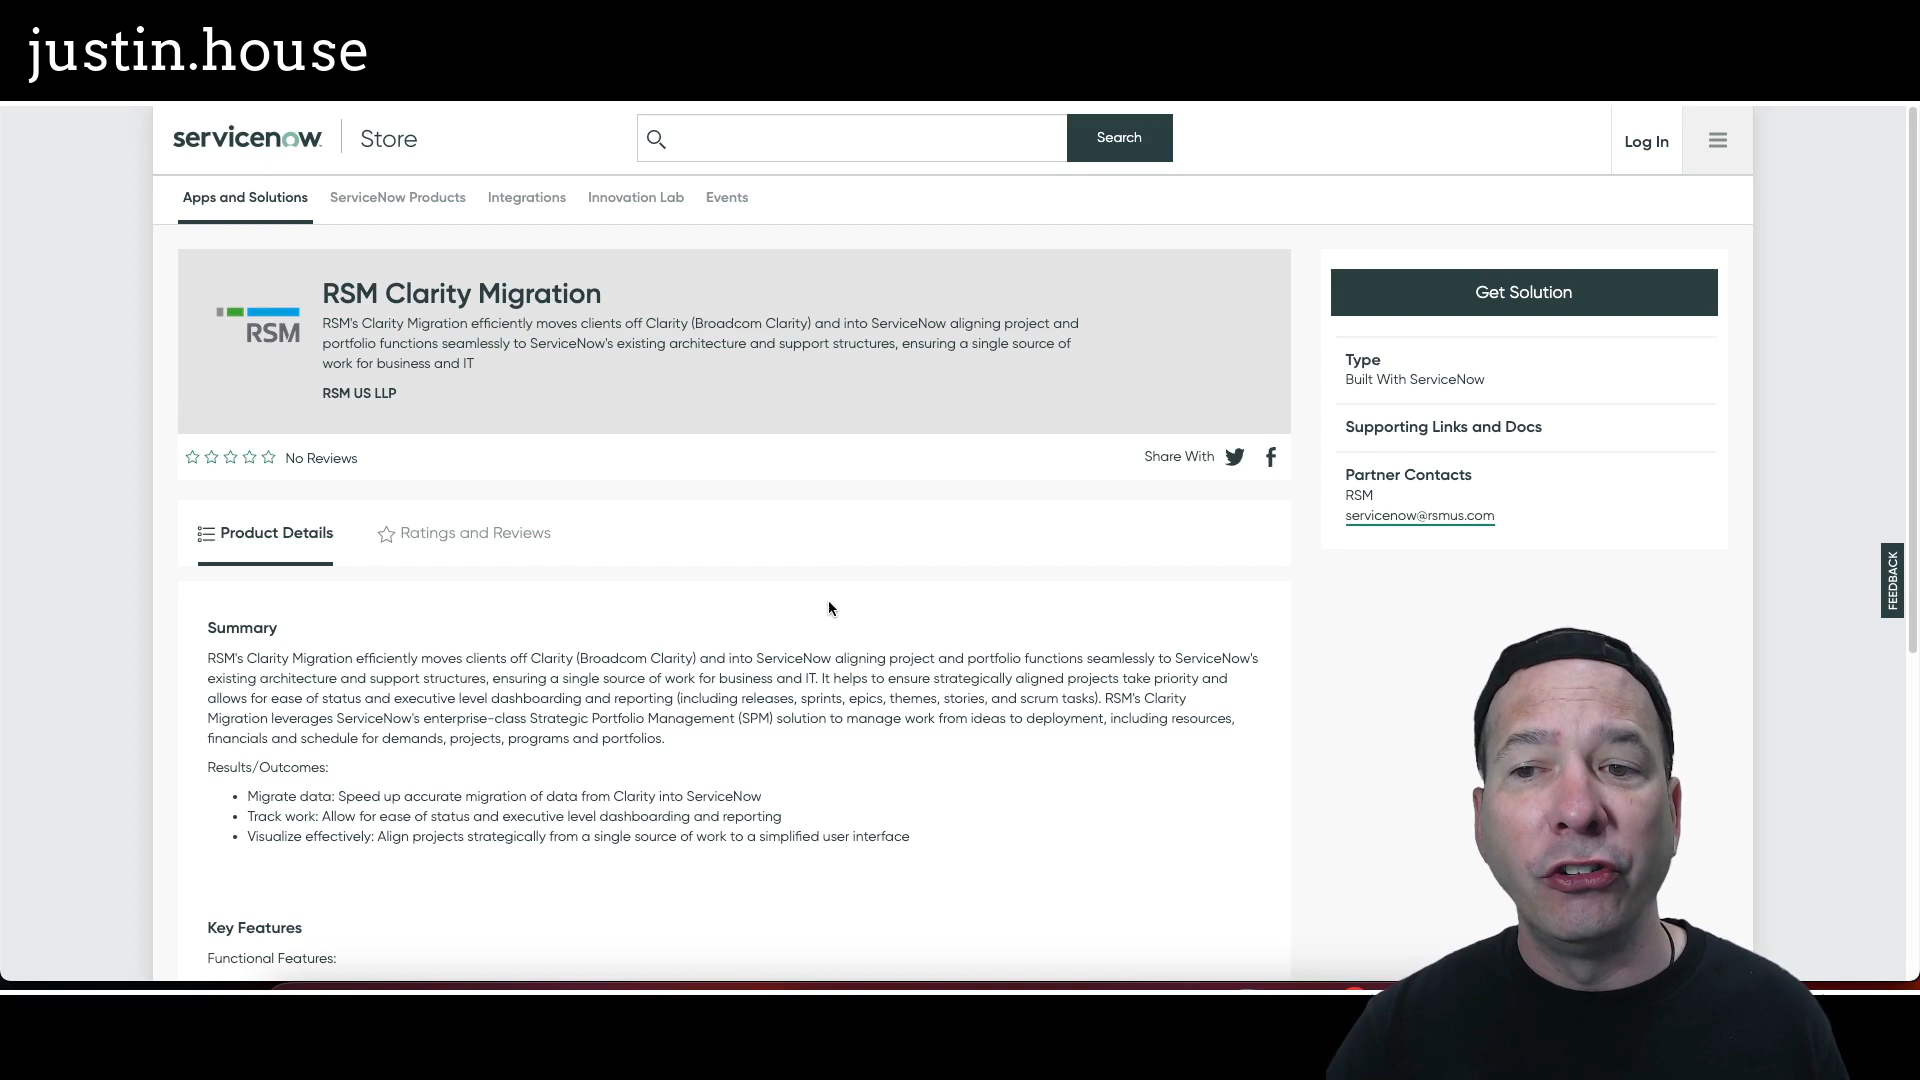 justin.house
servicenow
Store
Search
Log In
Apps and Solutions
ServiceNow Products
Integrations
Innovation Lab
Events
RSM
RSM Clarity Migration
RSM's Clarity Migration efficiently moves clients off Clarity (Broadcom Clarity) and into ServiceNow aligning project and
portfolio functions seamlessly to ServiceNow's existing architecture and support structures, ensuring a single source of
work for business and IT
RSM US LLP
Get Solution
Type
Built With ServiceNow
Supporting Links and Docs
Partner Contacts
RSM
servicenow@rsmus.com
No Reviews
Share With
Product Details
Ratings and Reviews
FEEDBACK
Summary
RSM's Clarity Migration efficiently moves clients off Clarity (Broadcom Clarity) and into ServiceNow aligning project and portfolio functions seamlessly to ServiceNow's
existing architecture and support structures, ensuring a single source of work for business and IT. It helps to ensure strategically aligned projects take priority and
allows for ease of status and executive level dashboarding and reporting (including releases, sprints, epics, themes, stories, and scrum tasks). RSM's Clarity
Migration leverages ServiceNow's enterprise-class Strategic Portfolio Management (SPM) solution to manage work from ideas to deployment, including resources,
financials and schedule for demands, projects, programs and portfolios.
Results/Outcomes:
• Migrate data: Speed up accurate migration of data from Clarity into ServiceNow
• Track work: Allow for ease of status and executive level dashboarding and reporting
• Visualize effectively: Align projects strategically from a single source of work to a simplified user interface
Key Features
Functional Features: